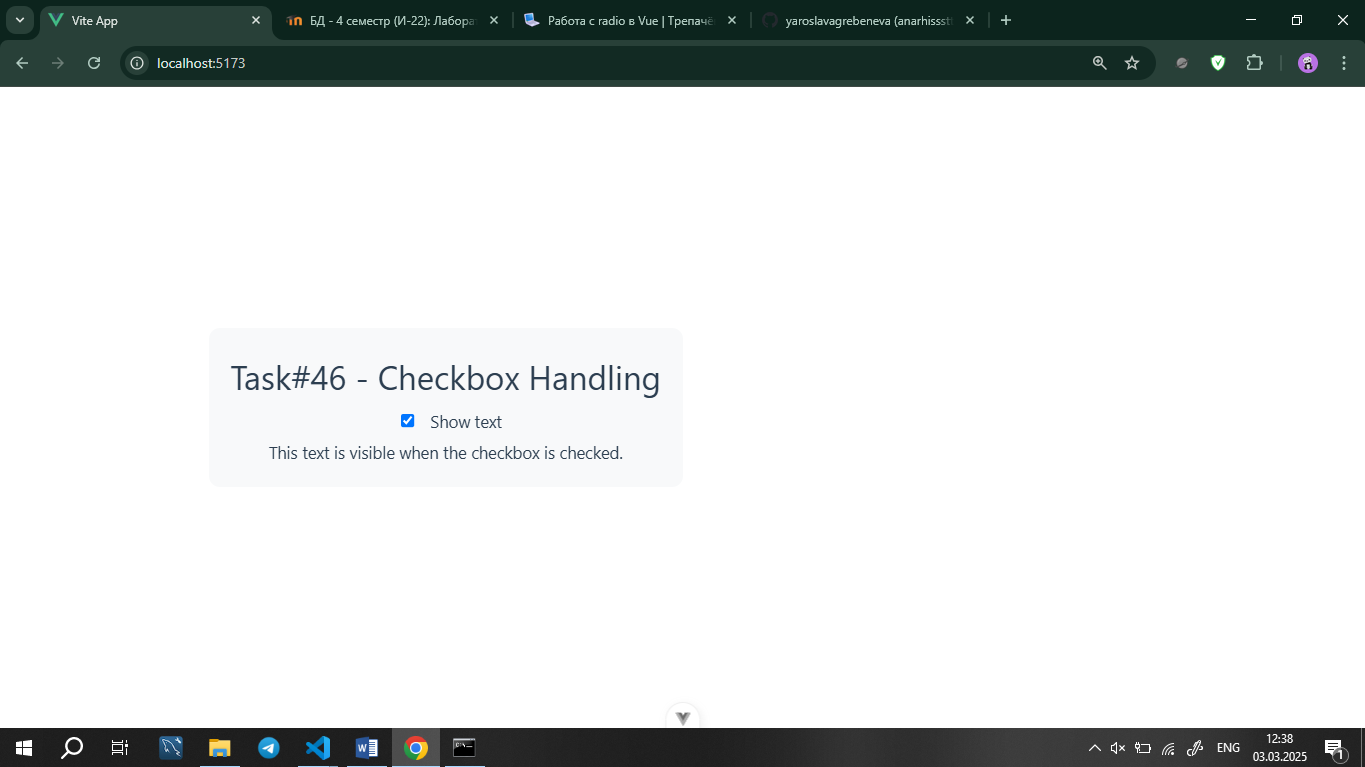 Vite App
БД - 4 семестр (И-22): Лабора
Работа с radio в Vue | Трепачё
yaroslavagrebeneva (anarhissst
localhost:5173
Task#46 - Checkbox Handling
Show text
This text is visible when the checkbox is checked.
ENG
12:38
03.03.2025
1